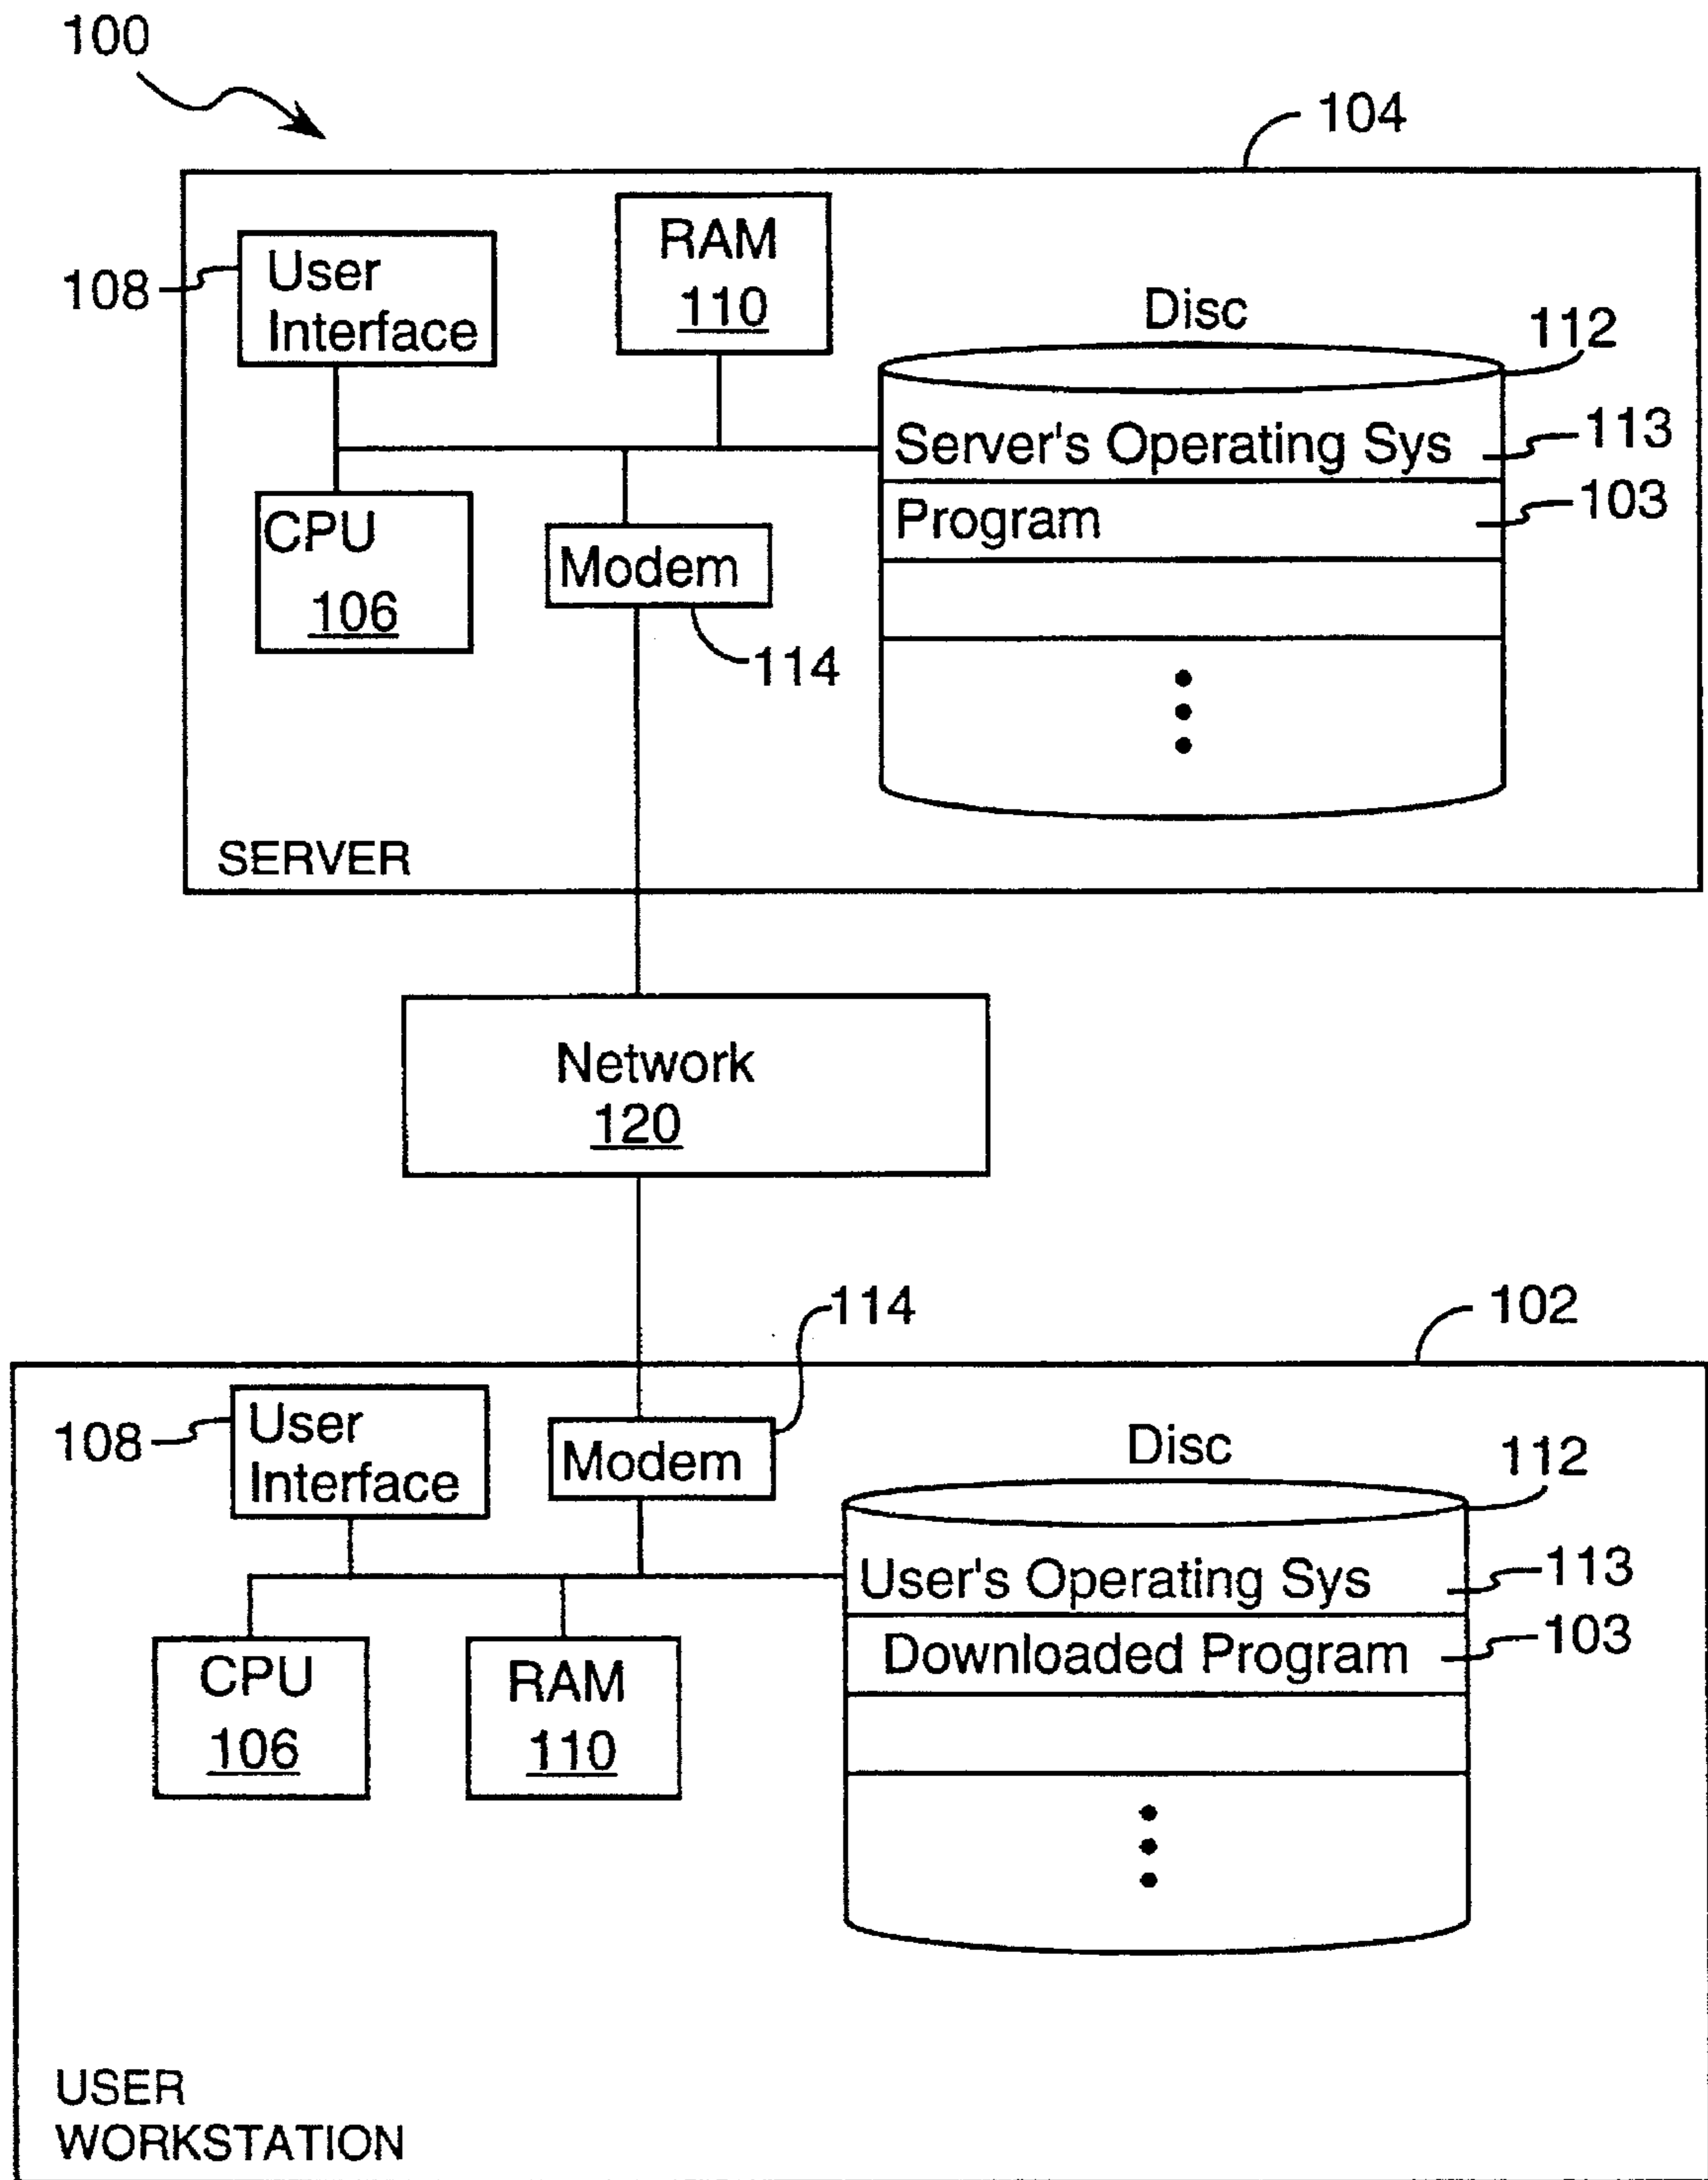 100
104
User
Interface
108
RAM
110
Disc
112
Server's Operating Sys
113
Program
103
CPU
106
Modem
114
SERVER
Network
120
114
102
User
Interface
108
Modem
Disc
112
User's Operating Sys
113
Downloaded Program
103
CPU
106
RAM
110
USER
WORKSTATION